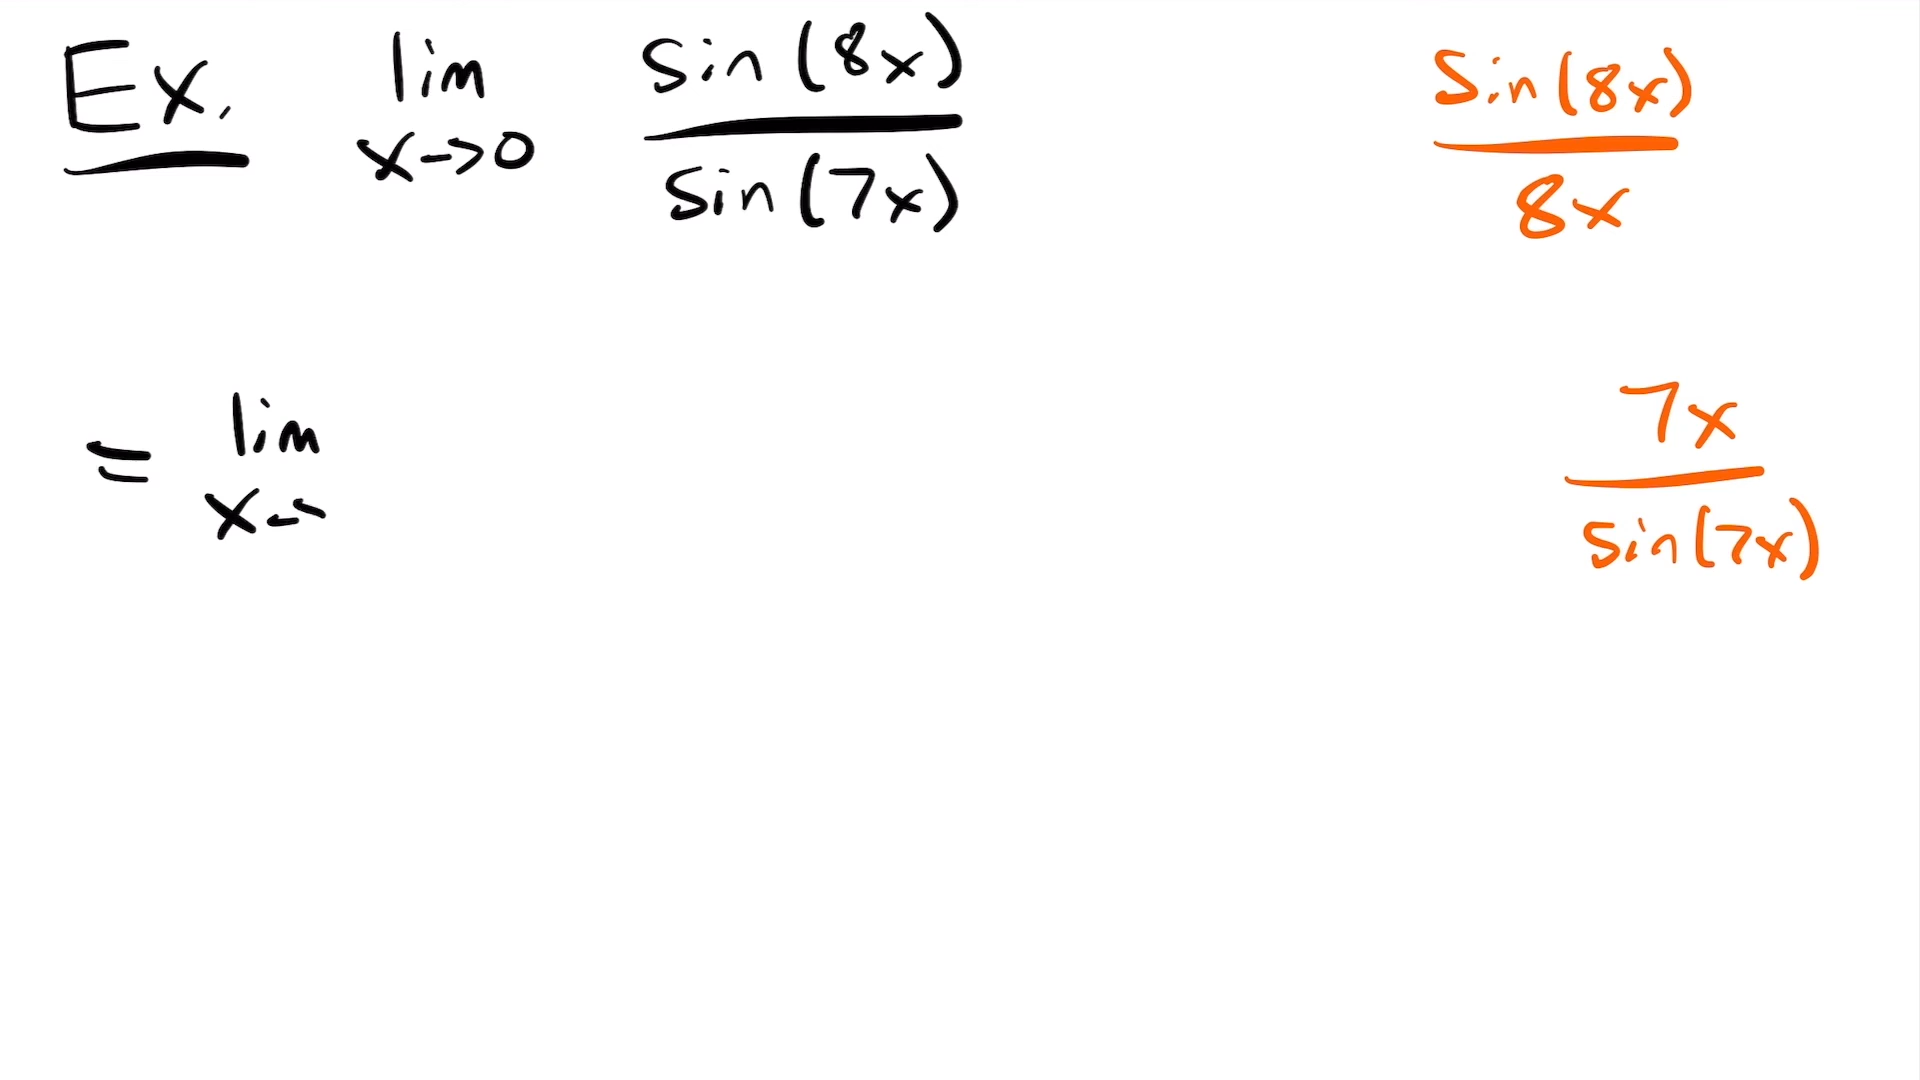 Ex. lim x->0 sin(8x) / sin(7x)
sin(8x) / 8x
= lim x-
7x / sin(7x)